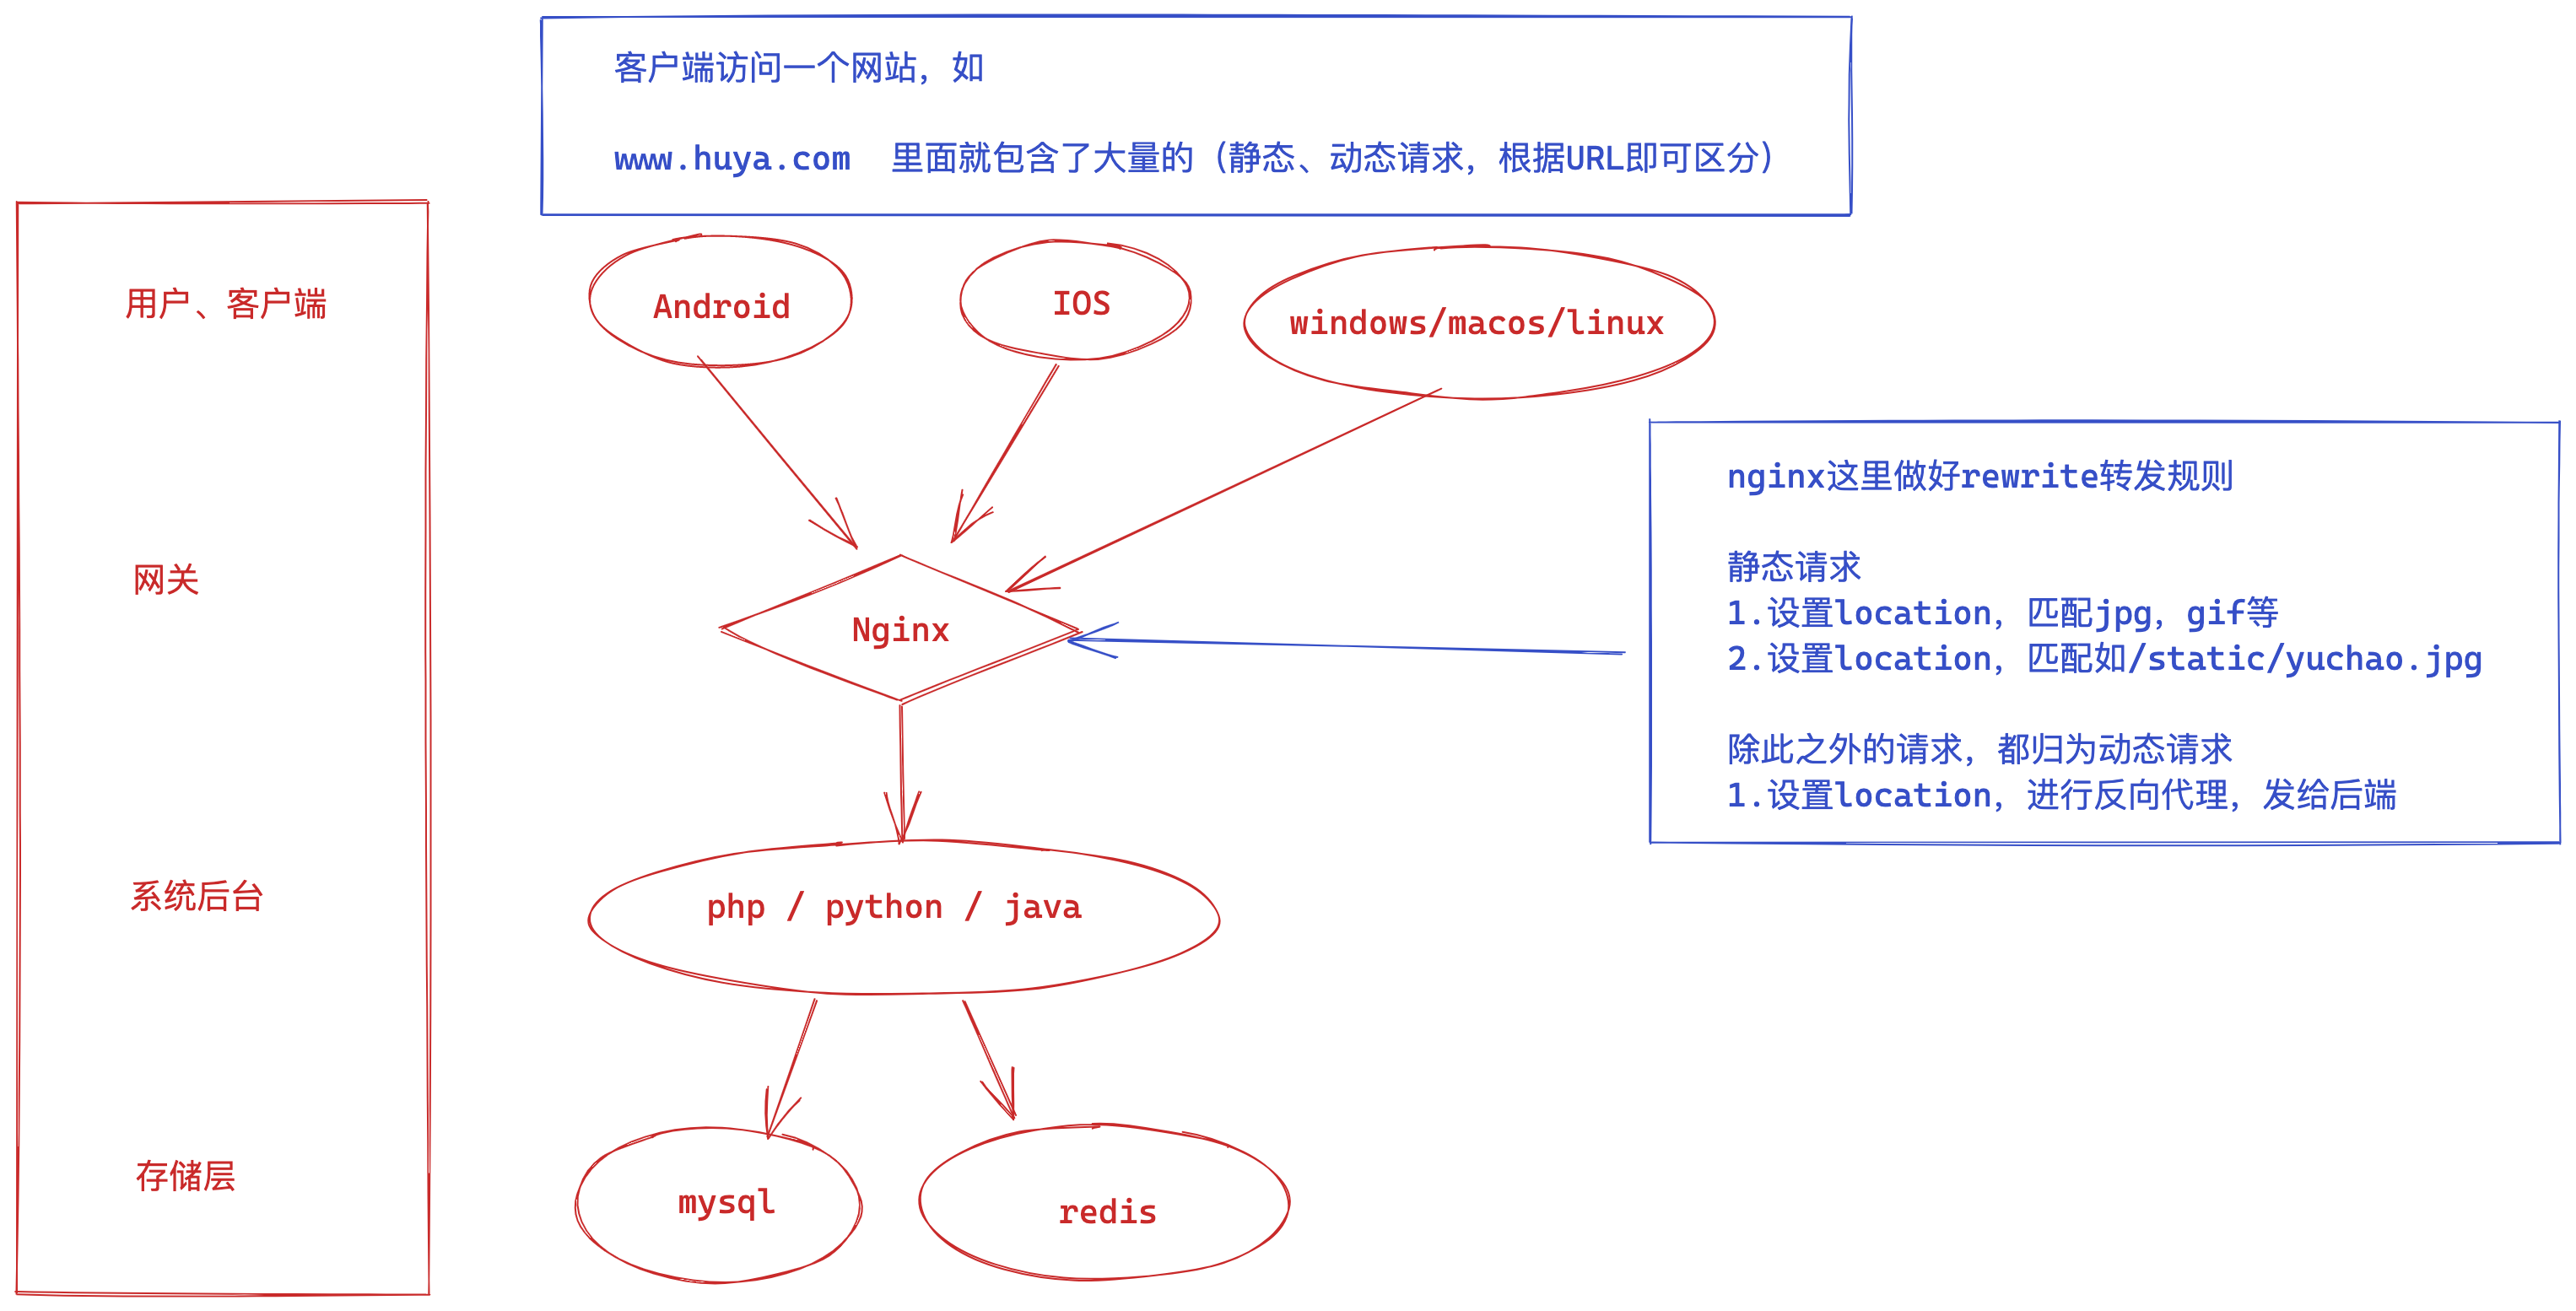 客户端访问一个网站，如
www.huya.com  里面就包含了大量的（静态、动态请求，根据URL即可区分）
用户、客户端
Android
IOS
windows/macos/linux
网关
Nginx
nginx这里做好rewrite转发规则
静态请求
1.设置location，匹配jpg，gif等
2.设置location，匹配如/static/yuchao.jpg
除此之外的请求，都归为动态请求
1.设置location，进行反向代理，发给后端
系统后台
php / python / java
存储层
mysql
redis